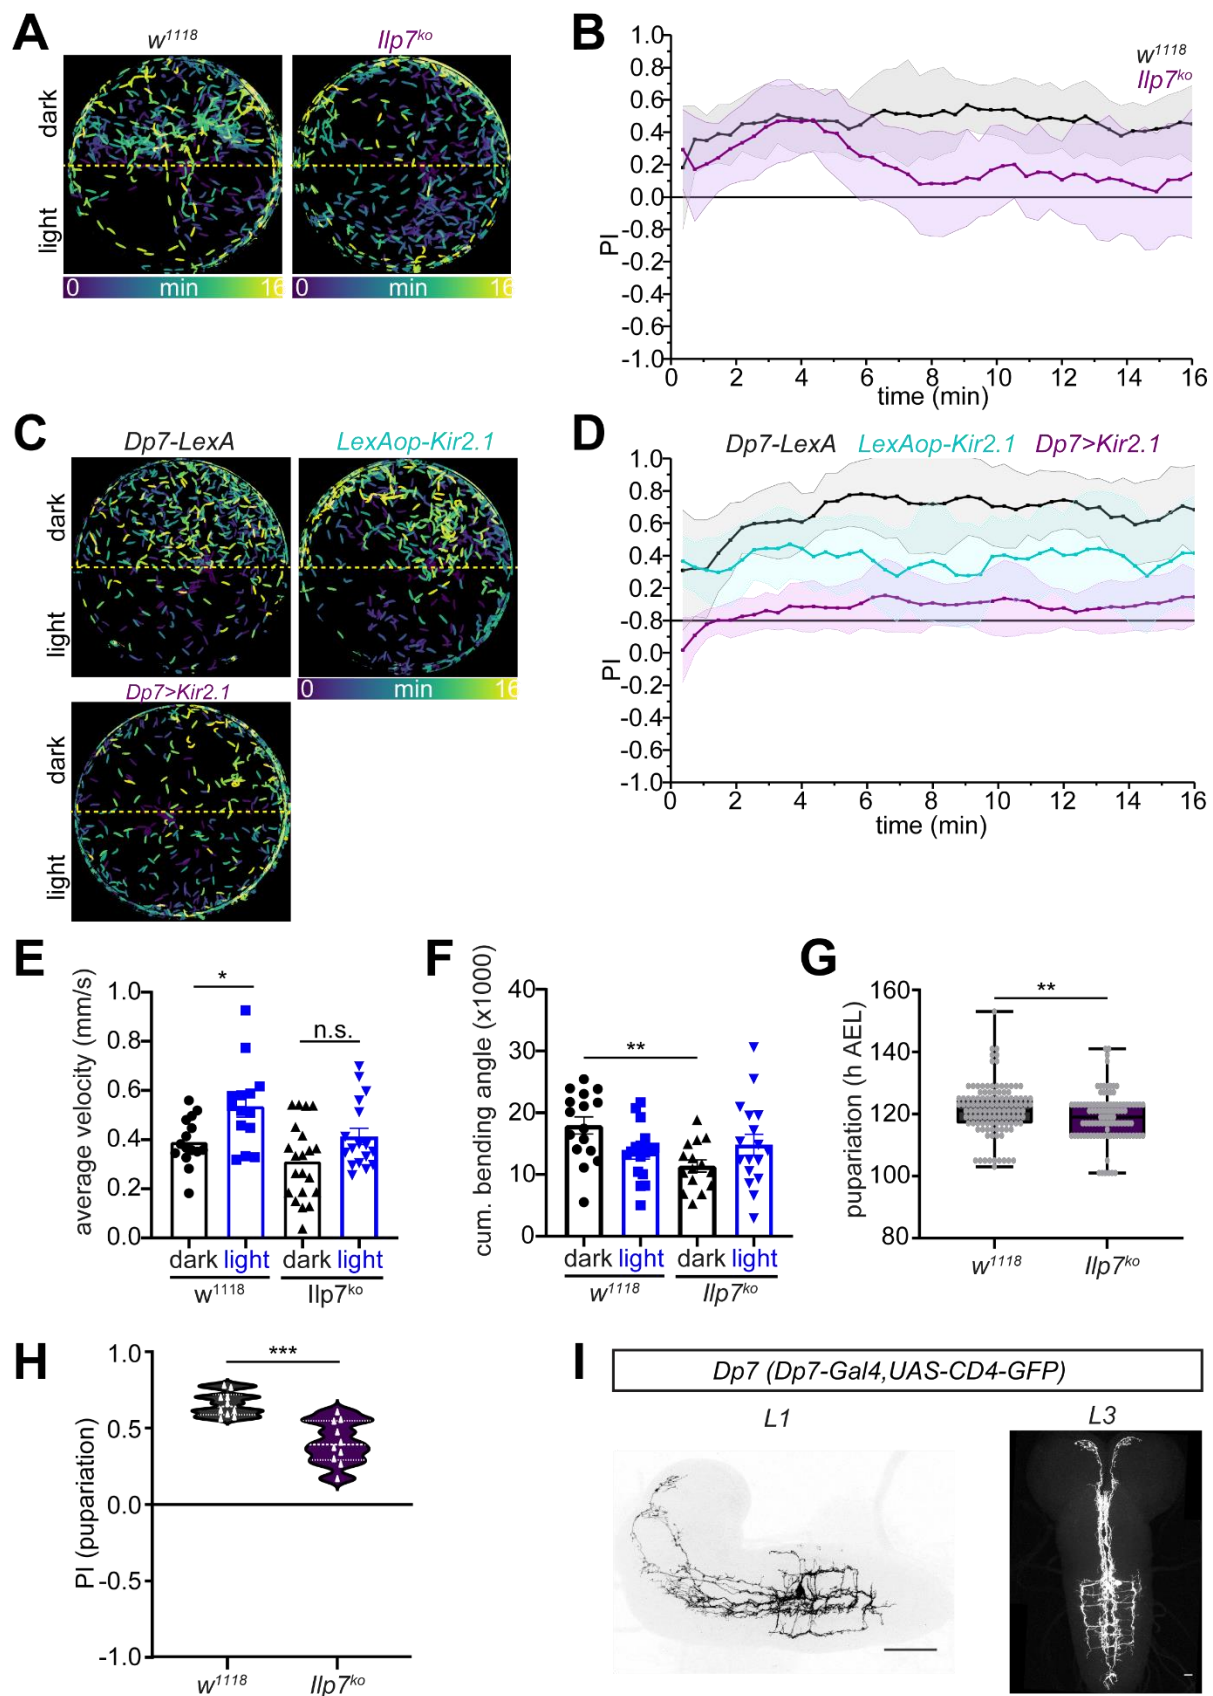 A
w1118
Ilp7ko
dark
light
0 min 16
0 min 16
B
w1118
Ilp7ko
PI
1.0
0.8
0.6
0.4
0.2
0.0
-0.8
-0.2
-0.4
-0.6
-1.0
0 2 4 6 8 10 12 14 16
time (min)
C
Dp7-LexA
LexAop-Kir2.1
dark
light
0 min 16
Dp7>Kir2.1
dark
light
D
Dp7-LexA LexAop-Kir2.1 Dp7>Kir2.1
PI
1.0
0.8
0.6
0.4
0.2
-0.8
0.0
-0.2
-0.4
-0.6
-1.0
0 2 4 6 8 10 12 14 16
time (min)
E
average velocity (mm/s)
1.0
0.8
0.6
0.4
0.2
0.0
*
n.s.
dark light dark light
w1118 Ilp7ko
F
cum. bending angle (x1000)
40
30
20
10
0
**
dark light dark light
w1118 Ilp7ko
G
pupariation (h AEL)
160
140
120
100
80
**
w1118 Ilp7ko
H
PI (pupariation)
1.0
0.5
0.0
-0.5
-1.0
***
w1118 Ilp7ko
I
Dp7 (Dp7-Gal4,UAS-CD4-GFP)
L1 L3